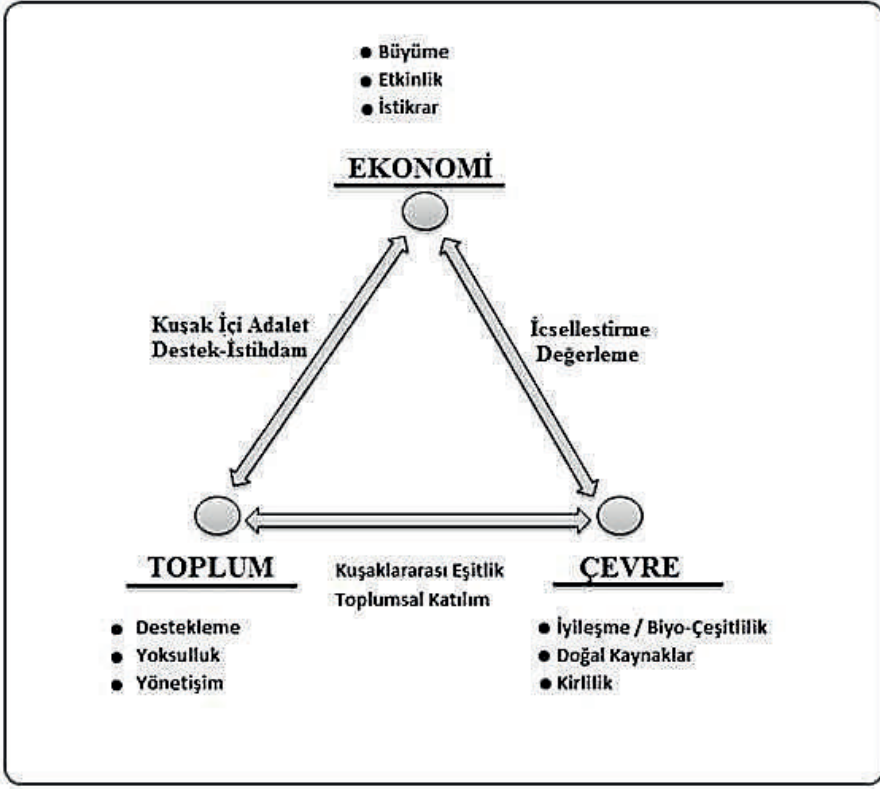 ● Büyüme
● Etkinlik
● İstikrar
EKONOMİ
Kuşak İçi Adalet
Destek-İstihdam
İcsellestirme
Değerleme
TOPLUM
Kuşaklararası Eşitlik
Toplumsal Katılım
ÇEVRE
● Destekleme
● Yoksulluk
● Yönetişim
● İyileşme / Biyo-Çeşitlilik
● Doğal Kaynaklar
● Kirlilik